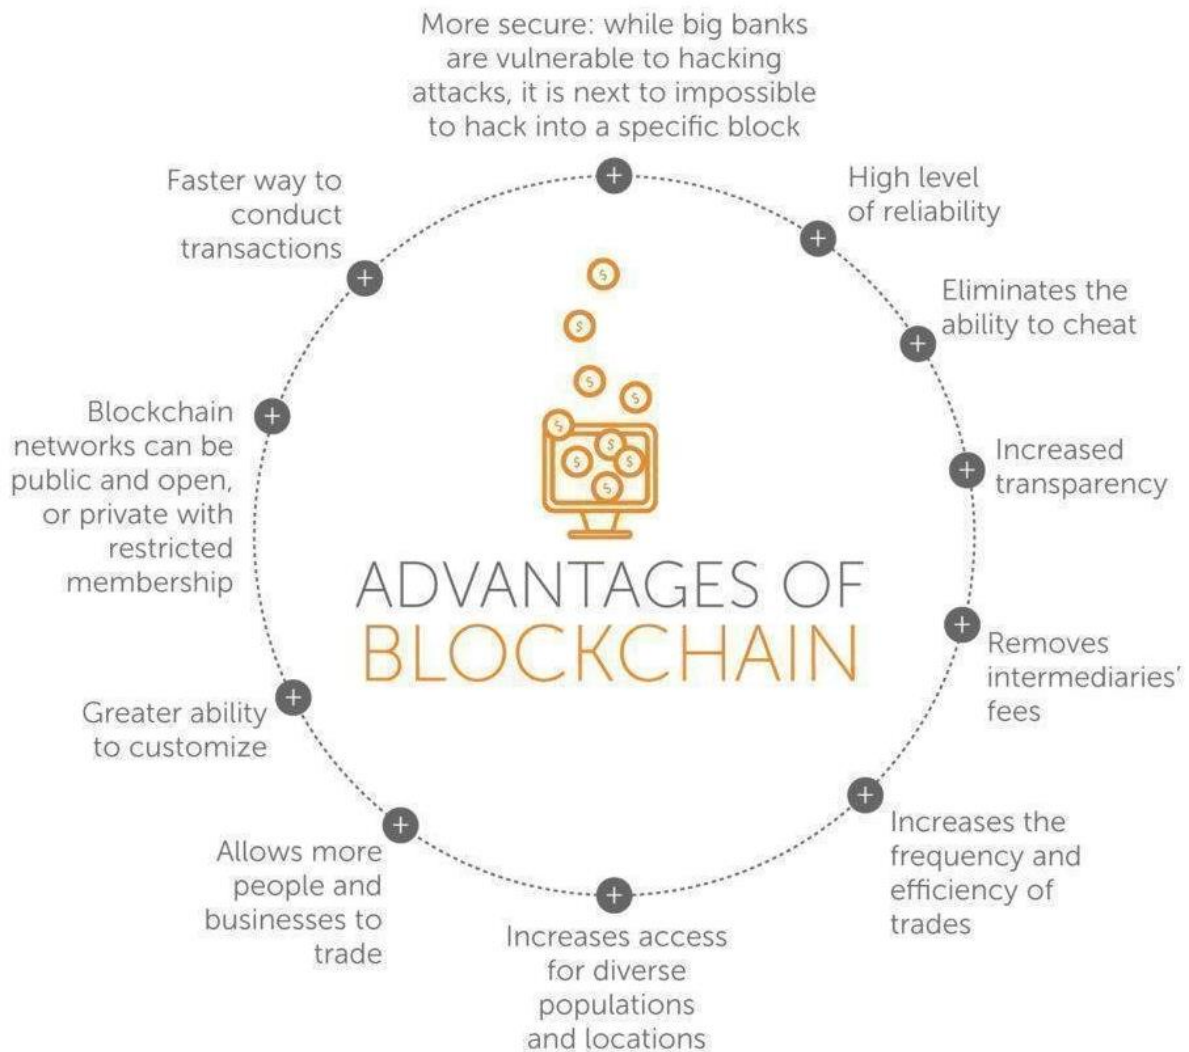 More secure: while big banks
are vulnerable to hacking
attacks, it is next to impossible
to hack into a specific block
High level
of reliability
Eliminates the
ability to cheat
Increased
transparency
Removes
intermediaries’
fees
Increases the
frequency and
efficiency of
trades
Increases access
for diverse
populations
and locations
Allows more
people and
businesses to
trade
Greater ability
to customize
Blockchain
networks can be
public and open,
or private with
restricted
membership
Faster way to
conduct
transactions
ADVANTAGES OF
BLOCKCHAIN